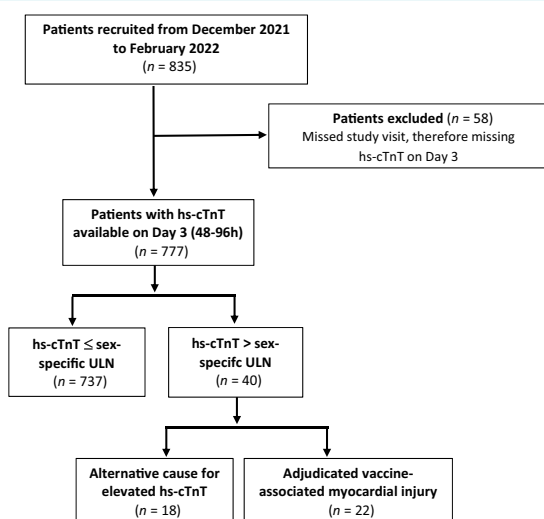 Patients recruited from December 2021
to February 2022
(n = 835)
Patients excluded (n = 58)
Missed study visit, therefore missing
hs-cTnT on Day 3
Patients with hs-cTnT
available on Day 3 (48-96h)
(n = 777)
hs-cTnT ≤ sex-
specific ULN
(n = 737)
hs-cTnT > sex-
specifc ULN
(n = 40)
Alternative cause for
elevated hs-cTnT
(n = 18)
Adjudicated vaccine-
associated myocardial injury
(n = 22)